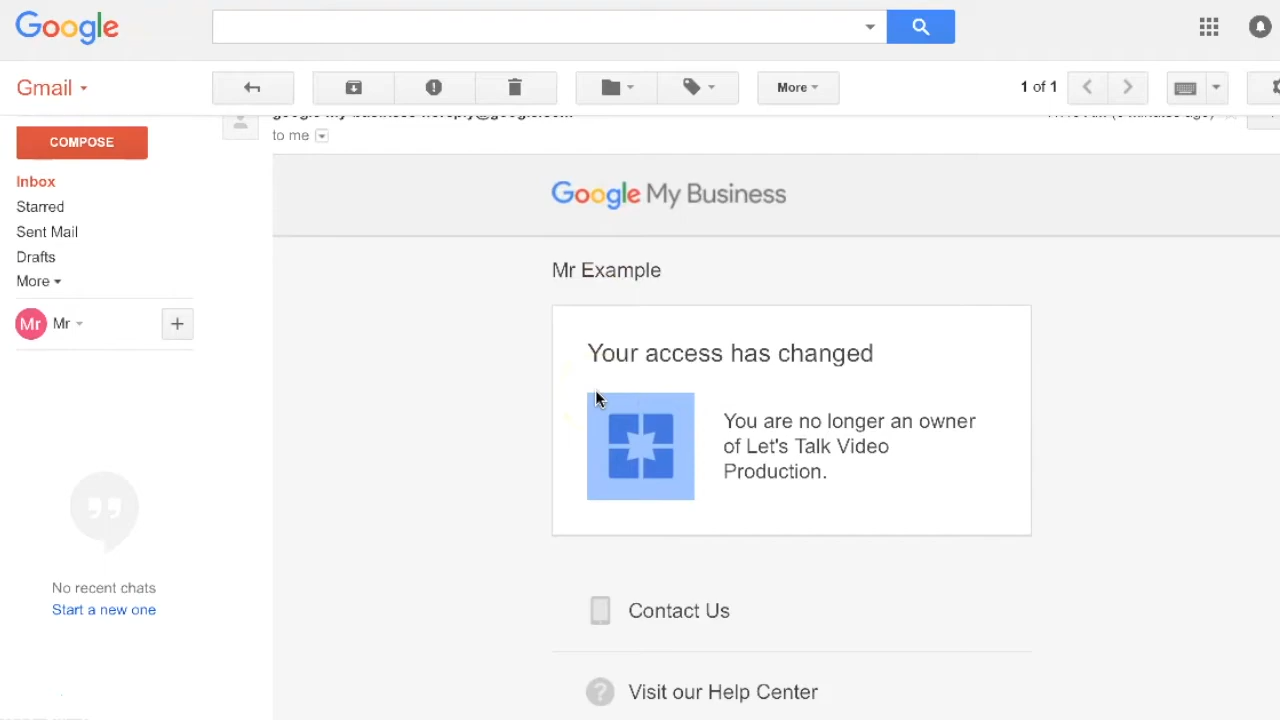 Google
Gmail
More
1 of 1
COMPOSE
to me
Inbox
Starred
Sent Mail
Drafts
More
Mr Mr
+
Google My Business
Mr Example
Your access has changed
You are no longer an owner
of Let's Talk Video
Production.
No recent chats
Start a new one
Contact Us
? Visit our Help Center